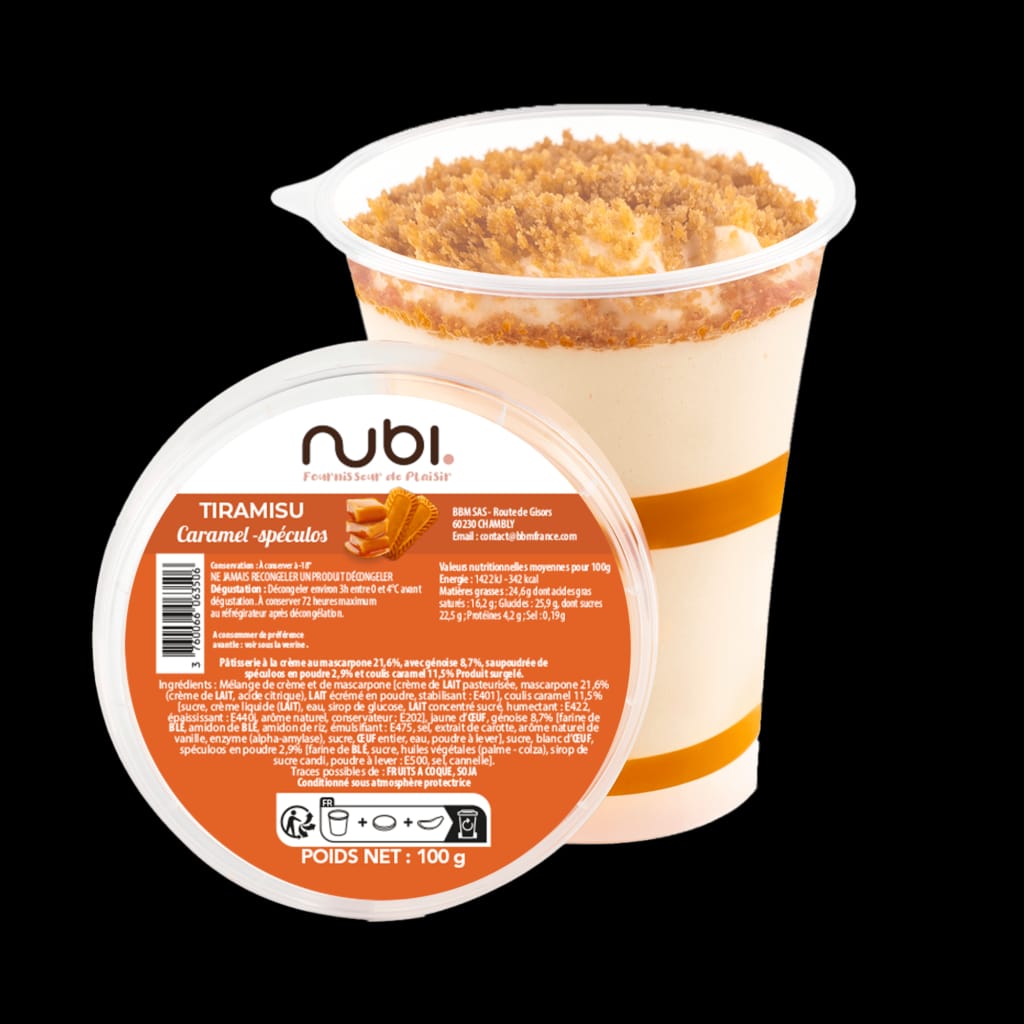 nubi.
Fournisseur de Plaisir
TIRAMISU
Caramel -spéculos
BBM SAS - Route de Gisors
60230 CHAMBLY
Email : contact@bbmfrance.com
Conservation : À conserver à -18°
NE JAMAIS RECONGELER UN PRODUIT DÉCONGELER
Dégustation : Décongeler environ 3h entre 0 et 4°C avant
dégustation. À conserver 72 heures maximum
au réfrigérateur après décongélation.
A consommer de préférence
avant le : voir sous la verrine .
Valeus nutritionnelles moyennes pour 100g
Energie : 1422kJ - 342 kcal
Matières grasses : 24,6g dont acides gras
saturés : 16,2 g ; Glucides : 25,9 g, dont sucres
22,5 g ; Protéines 4,2 g ; Sel : 0,19g
3 760066 063506
Pâtisserie à la crème au mascarpone 21,6%, avec génoise 8,7%, saupoudrée de
spéculoos en poudre 2,9% et coulis caramel 11,5% Produit surgelé.
Ingrédients : Mélange de crème et de mascarpone [crème de LAIT pasteurisée, mascarpone 21,6%
(crème de LAIT, acide citrique), LAIT écrémé en poudre, stabilisant : E401], coulis caramel 11,5%
[sucre, crème liquide (LAIT), eau, sirop de glucose, LAIT concentré sucré, humectant : E422,
épaississant : E440i, arôme naturel, conservateur : E202], jaune d'ŒUF, génoise 8,7% [farine de
BLÉ, amidon de BLÉ, amidon de riz, émulsifiant : E475, sel, extrait de carotte, arôme naturel de
vanille, enzyme (alpha-amylase), sucre, ŒUF entier, eau, poudre à lever], sucre, blanc d'ŒUF,
spéculoos en poudre 2,9% [farine de BLÉ, sucre, huiles végétales (palme - colza), sirop de
sucre candi, poudre à lever : E500, sel, cannelle].
Traces possibles de : FRUITS A COQUE, SOJA
Conditionné sous atmosphère protectrice
FR
POIDS NET : 100 g